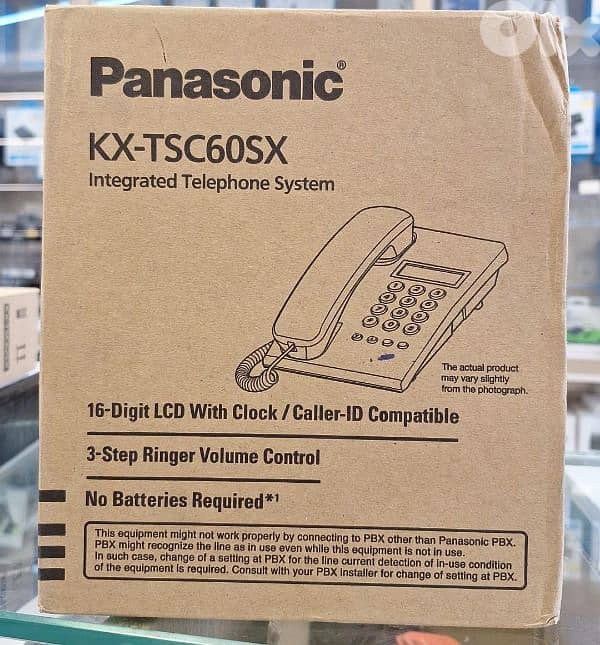 Panasonic®
KX-TSC60SX
Integrated Telephone System
The actual product
may vary slightly
from the photograph.
16-Digit LCD With Clock / Caller-ID Compatible
3-Step Ringer Volume Control
No Batteries Required*1
This equipment might not work properly by connecting to PBX other than Panasonic PBX.
PBX might recognize the line as in use even while this equipment is not in use.
In such case, change of a setting at PBX for the line current detection of in-use condition
of the equipment is required. Consult with your PBX installer for change of setting at PBX.